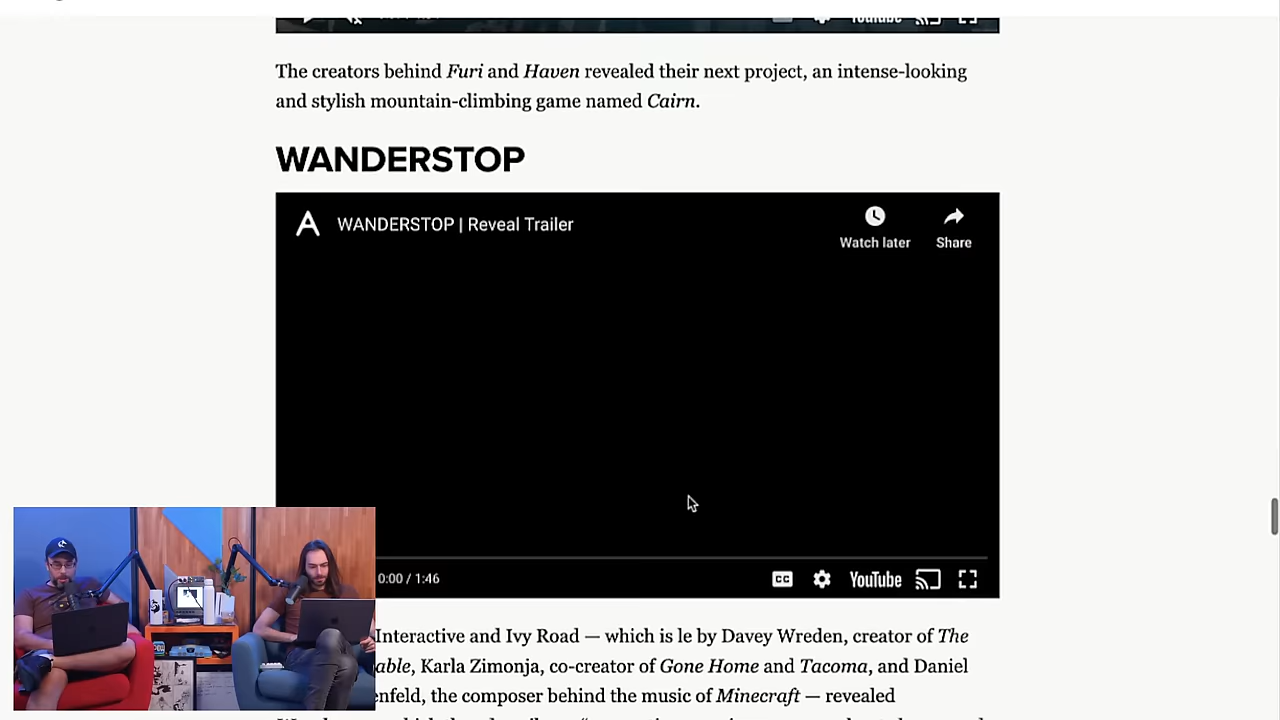 YouTube
The creators behind Furi and Haven revealed their next project, an intense-looking
and stylish mountain-climbing game named Cairn.
WANDERSTOP
WANDERSTOP | Reveal Trailer
Watch later
Share
0:00 / 1:46
CC
YouTube
Interactive and Ivy Road — which is le by Davey Wreden, creator of The
able, Karla Zimonja, co-creator of Gone Home and Tacoma, and Daniel
enfeld, the composer behind the music of Minecraft — revealed